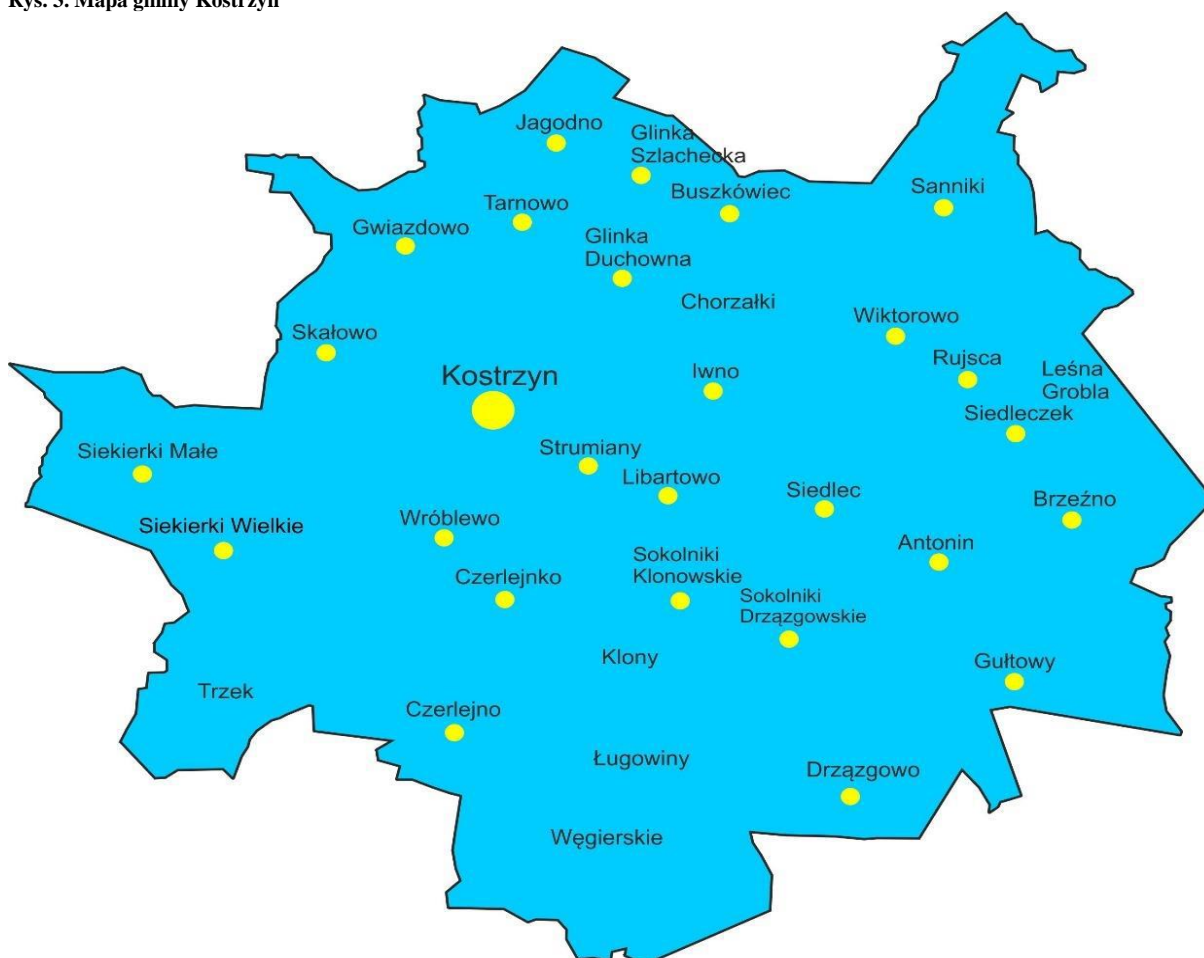 Rys. 3. Mapa gminy Kostrzyn
Jagodno
Glinka
Szlachecka
Buszkówiec
Sanniki
Tarnowo
Gwiazdowo
Glinka
Duchowna
Chorzałki
Wiktorowo
Skałowo
Rujsca
Leśna
Grobla
Iwno
Kostrzyn
Siedleczek
Siekierki Małe
Strumiany
Libartowo
Siedlec
Brzeźno
Siekierki Wielkie
Wróblewo
Antonin
Sokolniki
Klonowskie
Czerlejnko
Sokolniki
Drzązgowskie
Klony
Gułtowy
Trzek
Czerlejno
Ługowiny
Drzązgowo
Węgierskie